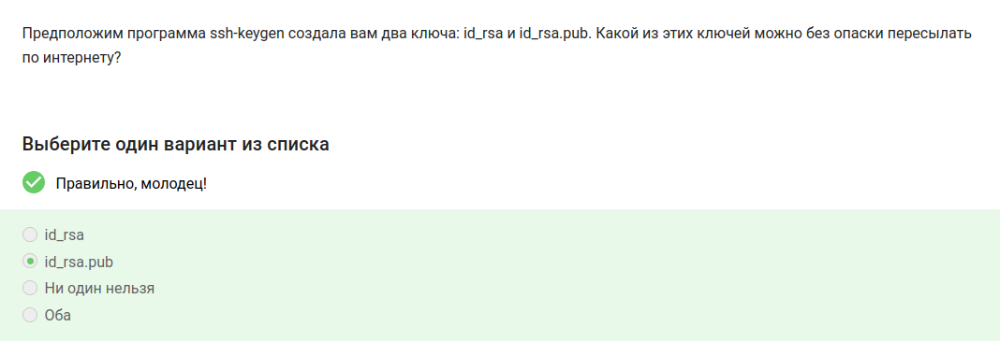 Предположим программа ssh-keygen создала вам два ключа: id_rsa и id_rsa.pub. Какой из этих ключей можно без опаски пересылать
по интернету?
Выберите один вариант из списка
Правильно, молодец!
id_rsa
id_rsa.pub
Ни один нельзя
Оба